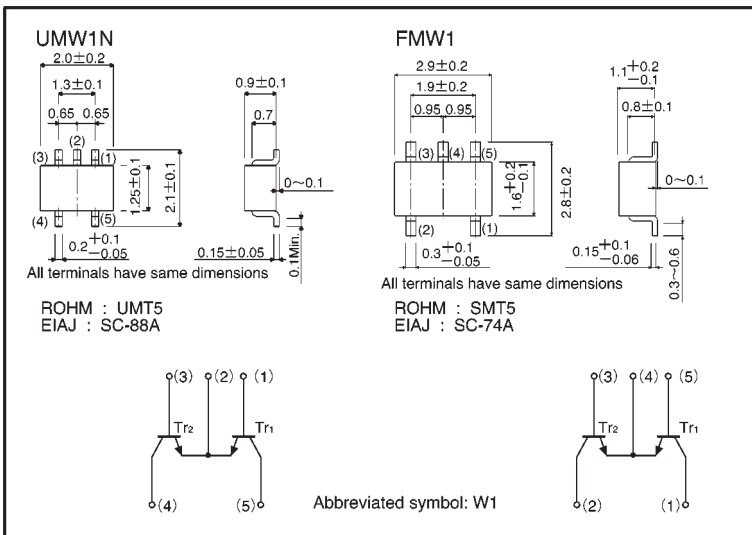 UMW1N
2.0±0.2
1.3±0.1
0.65 0.65
(2)
(3) (1)
(4) (5)
1.25±0.1
2.1±0.1
0.2 +0.1 −0.05
0.9±0.1
0.7
0~0.1
0.15±0.05
0.1Min.
All terminals have same dimensions
ROHM : UMT5
EIAJ : SC-88A
FMW1
2.9±0.2
1.9±0.2
0.95 0.95
(3) (4) (5)
(2) (1)
1.6 +0.2 −0.1
2.8±0.2
0.3 +0.1 −0.05
1.1 +0.2 −0.1
0.8±0.1
0~0.1
0.15 +0.1 −0.06
0.3~0.6
All terminals have same dimensions
ROHM : SMT5
EIAJ : SC-74A
(3) (2) (1)
Tr2 Tr1
(4) (5)
Abbreviated symbol: W1
(3) (4) (5)
Tr2 Tr1
(2) (1)